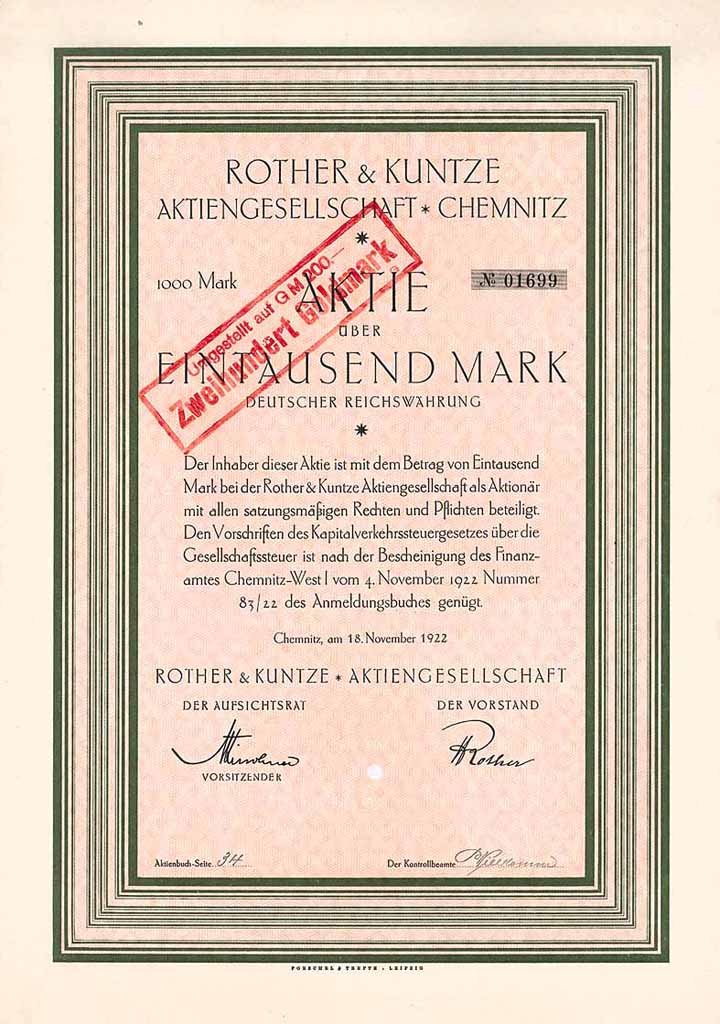 ROTHER & KUNTZE
AKTIENGESELLSCHAFT * CHEMNITZ
*
1000 Mark
AKTIE
№ 01699
Umgestellt auf GM 200.—
Zweihundert Goldmark
ÜBER
EINTAUSEND MARK
DEUTSCHER REICHSWÄHRUNG
*
Der Inhaber dieser Aktie ist mit dem Betrag von Eintausend
Mark bei der Rother & Kuntze Aktiengesellschaft als Aktionär
mit allen satzungsmäßigen Rechten und Pflichten beteiligt.
Den Vorschriften des Kapitalverkehrssteuergesetzes über die
Gesellschaftssteuer ist nach der Bescheinigung des Finanz-
amtes Chemnitz-West I vom 4. November 1922 Nummer
83/22 des Anmeldungsbuches genügt.
Chemnitz, am 18. November 1922
ROTHER & KUNTZE * AKTIENGESELLSCHAFT
DER AUFSICHTSRAT
DER VORSTAND
HRother
VORSITZENDER
Aktienbuch-Seite 34
Der Kontrollbeamte
POESCHEL & TREPTE · LEIPZIG